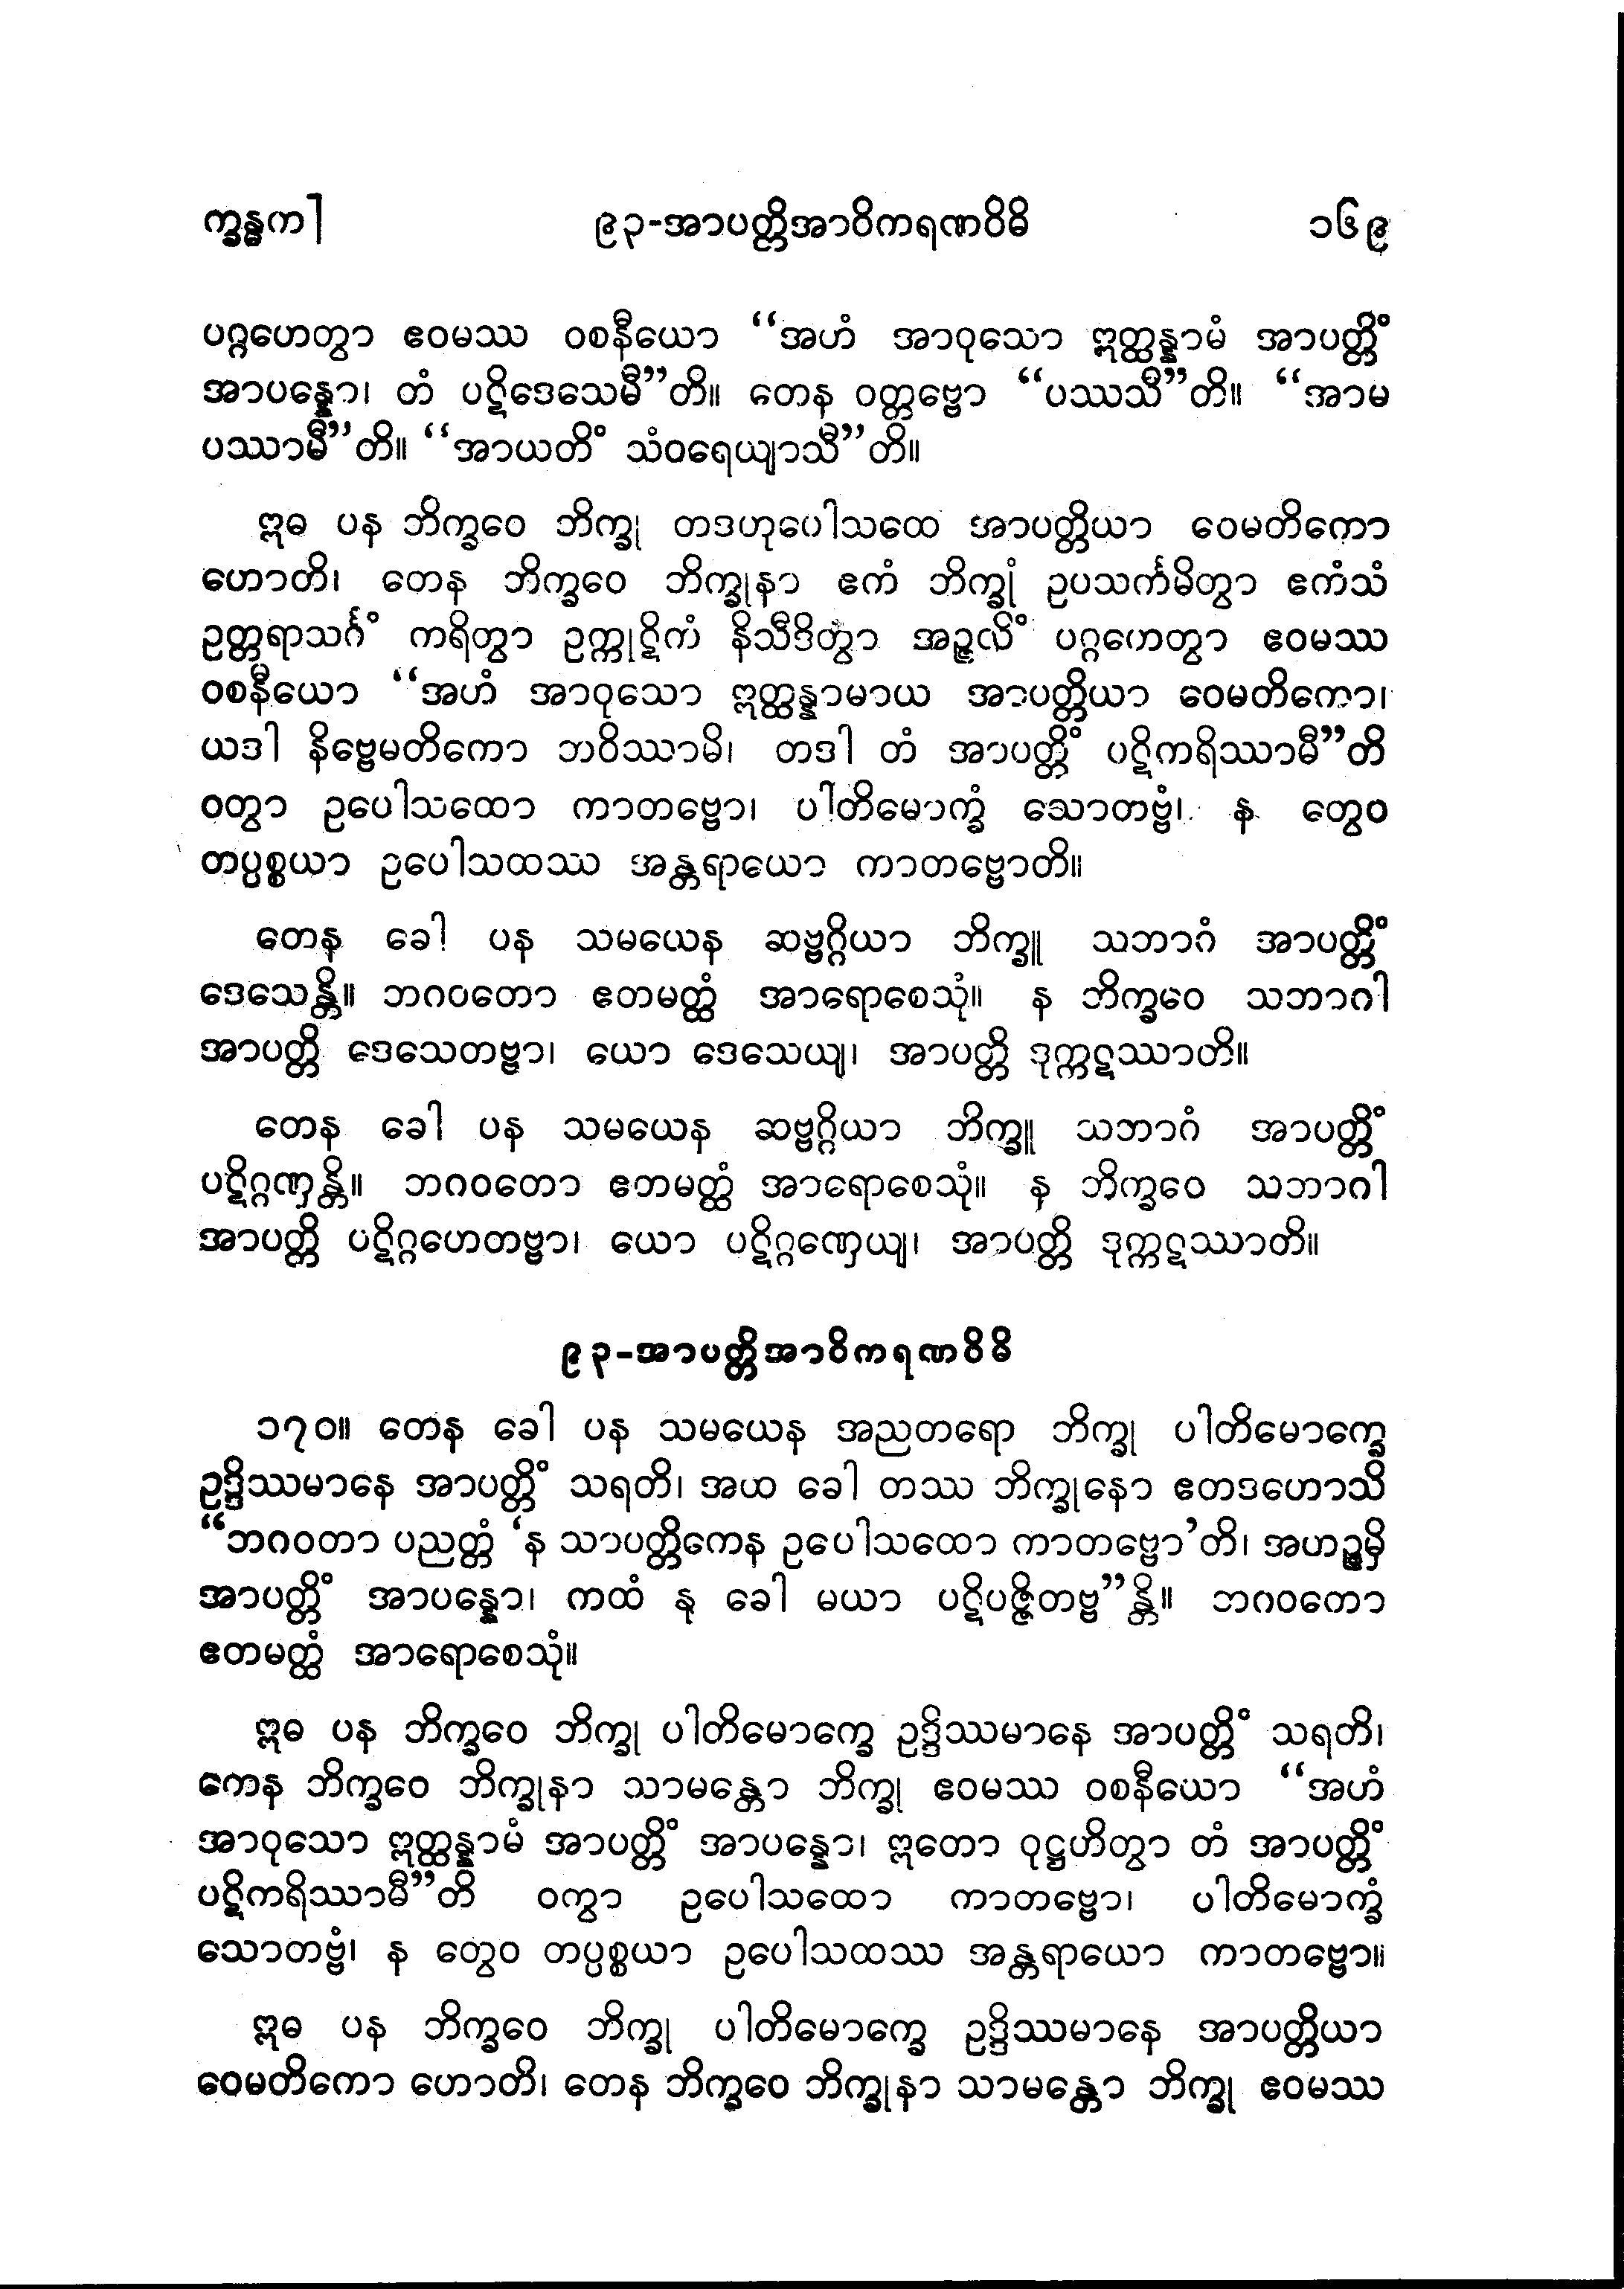 က္ခန္ဓက]
၉၃-အာပတ္တိအာဝိကရဏဝိဓိ
၁၆၉
ပဂ္ဂဟေတွာ ဧဝမဿ ဝစနီယော “အဟံ အာဝုသော ဣတ္ထန္နာမံ အာပတ္တိံ
အာပန္နော၊ တံ ပဋိဒေသေမီ”တိ။ တေန ဝတ္တဗ္ဗော “ပဿသီ”တိ။ “အာမ
ပဿာမီ”တိ။ “အာယတိံ သံဝရေယျာသီ”တိ။
ဣဓ ပန ဘိက္ခဝေ ဘိက္ခု တဒဟုပေါသထေ အာပတ္တိယာ ဝေမတိကော
ဟောတိ၊ တေန ဘိက္ခဝေ ဘိက္ခုနာ ဧကံ ဘိက္ခုံ ဥပသင်္ကမိတွာ ဧကံသံ
ဥတ္တရာသင်္ဂံ ကရိတွာ ဥက္ကုဋိကံ နိသီဒိတွာ အဉ္ဇလိံ ပဂ္ဂဟေတွာ ဧဝမဿ
ဝစနီယော “အဟံ အာဝုသော ဣတ္ထန္နာမာယ အာပတ္တိယာ ဝေမတိကော၊
ယဒါ နိဗ္ဗေမတိကော ဘဝိဿာမိ၊ တဒါ တံ အာပတ္တိံ ပဋိကရိဿာမီ”တိ
ဝတွာ ဥပေါသထော ကာတဗ္ဗော၊ ပါတိမောက္ခံ သောတဗ္ဗံ၊ န တွေဝ
တပ္ပစ္စယာ ဥပေါသထဿ အန္တရာယော ကာတဗ္ဗောတိ။
တေန ခေါ ပန သမယေန ဆဗ္ဗဂ္ဂိယာ ဘိက္ခူ သဘာဂံ အာပတ္တိံ
ဒေသေန္တိ။ ဘဂဝတော ဧတမတ္ထံ အာရောစေသုံ။ န ဘိက္ခဝေ သဘာဂါ
အာပတ္တိ ဒေသေတဗ္ဗာ၊ ယော ဒေသေယျ၊ အာပတ္တိ ဒုက္ကဋဿာတိ။
တေန ခေါ ပန သမယေန ဆဗ္ဗဂ္ဂိယာ ဘိက္ခူ သဘာဂံ အာပတ္တိံ
ပဋိဂ္ဂဏှန္တိ။ ဘဂဝတော ဧတမတ္ထံ အာရောစေသုံ။ န ဘိက္ခဝေ သဘာဂါ
အာပတ္တိ ပဋိဂ္ဂဟေတဗ္ဗာ၊ ယော ပဋိဂ္ဂဏှေယျ၊ အာပတ္တိ ဒုက္ကဋဿာတိ။
၉၃-အာပတ္တိအာဝိကရဏဝိဓိ
၁၇၀။ တေန ခေါ ပန သမယေန အညတရော ဘိက္ခု ပါတိမောက္ခေ
ဥဒ္ဒိဿမာနေ အာပတ္တိံ သရတိ၊ အထ ခေါ တဿ ဘိက္ခုနော ဧတဒဟောသိ
“ဘဂဝတာ ပညတ္တံ ‘န သာပတ္တိကေန ဥပေါသထော ကာတဗ္ဗော’တိ၊ အဟဉ္စမှိ
အာပတ္တိံ အာပန္နော၊ ကထံ နု ခေါ မယာ ပဋိပဇ္ဇိတဗ္ဗ”န္တိ။ ဘဂဝတော
ဧတမတ္ထံ အာရောစေသုံ။
ဣဓ ပန ဘိက္ခဝေ ဘိက္ခု ပါတိမောက္ခေ ဥဒ္ဒိဿမာနေ အာပတ္တိံ သရတိ၊
တေန ဘိက္ခဝေ ဘိက္ခုနာ သာမန္တော ဘိက္ခု ဧဝမဿ ဝစနီယော “အဟံ
အာဝုသော ဣတ္ထန္နာမံ အာပတ္တိံ အာပန္နော၊ ဣတော ဝုဋ္ဌဟိတွာ တံ အာပတ္တိံ
ပဋိကရိဿာမီ”တိ ဝတွာ ဥပေါသထော ကာတဗ္ဗော၊ ပါတိမောက္ခံ
သောတဗ္ဗံ၊ န တွေဝ တပ္ပစ္စယာ ဥပေါသထဿ အန္တရာယော ကာတဗ္ဗော။
ဣဓ ပန ဘိက္ခဝေ ဘိက္ခု ပါတိမောက္ခေ ဥဒ္ဒိဿမာနေ အာပတ္တိယာ
ဝေမတိကော ဟောတိ၊ တေန ဘိက္ခဝေ ဘိက္ခုနာ သာမန္တော ဘိက္ခု ဧဝမဿ